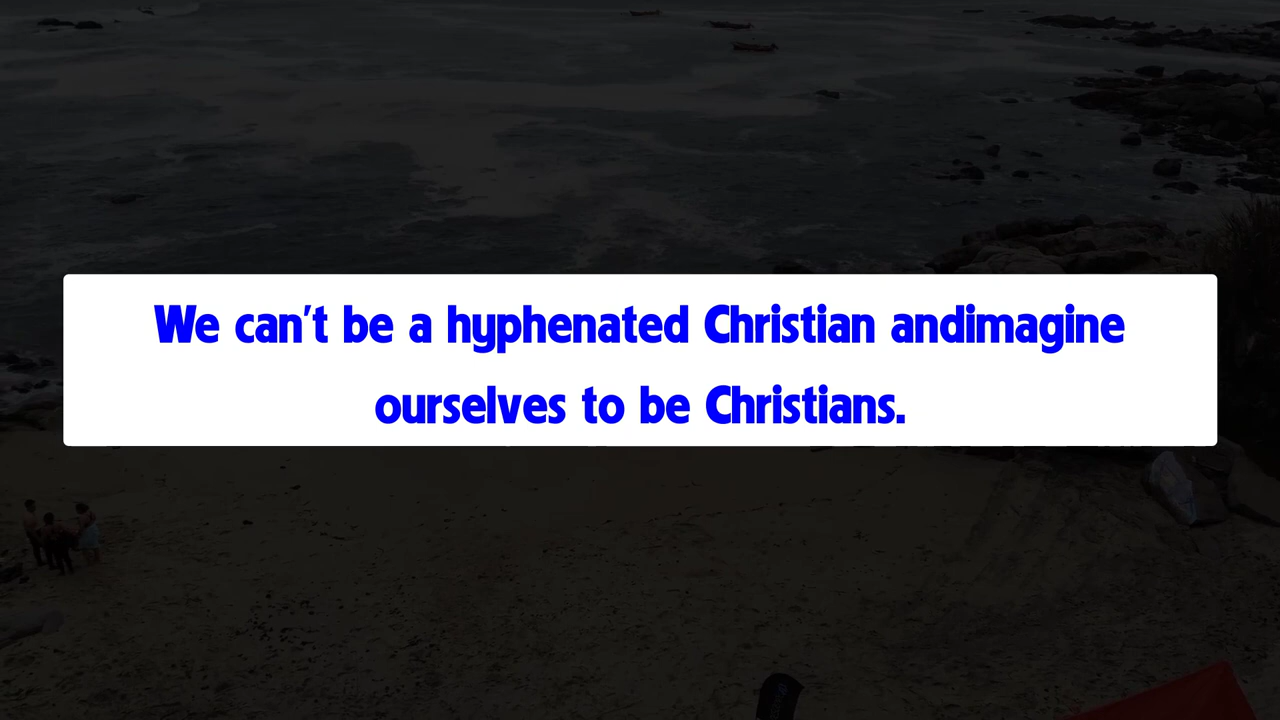 We can't be a hyphenated Christian andimagine
ourselves to be Christians.